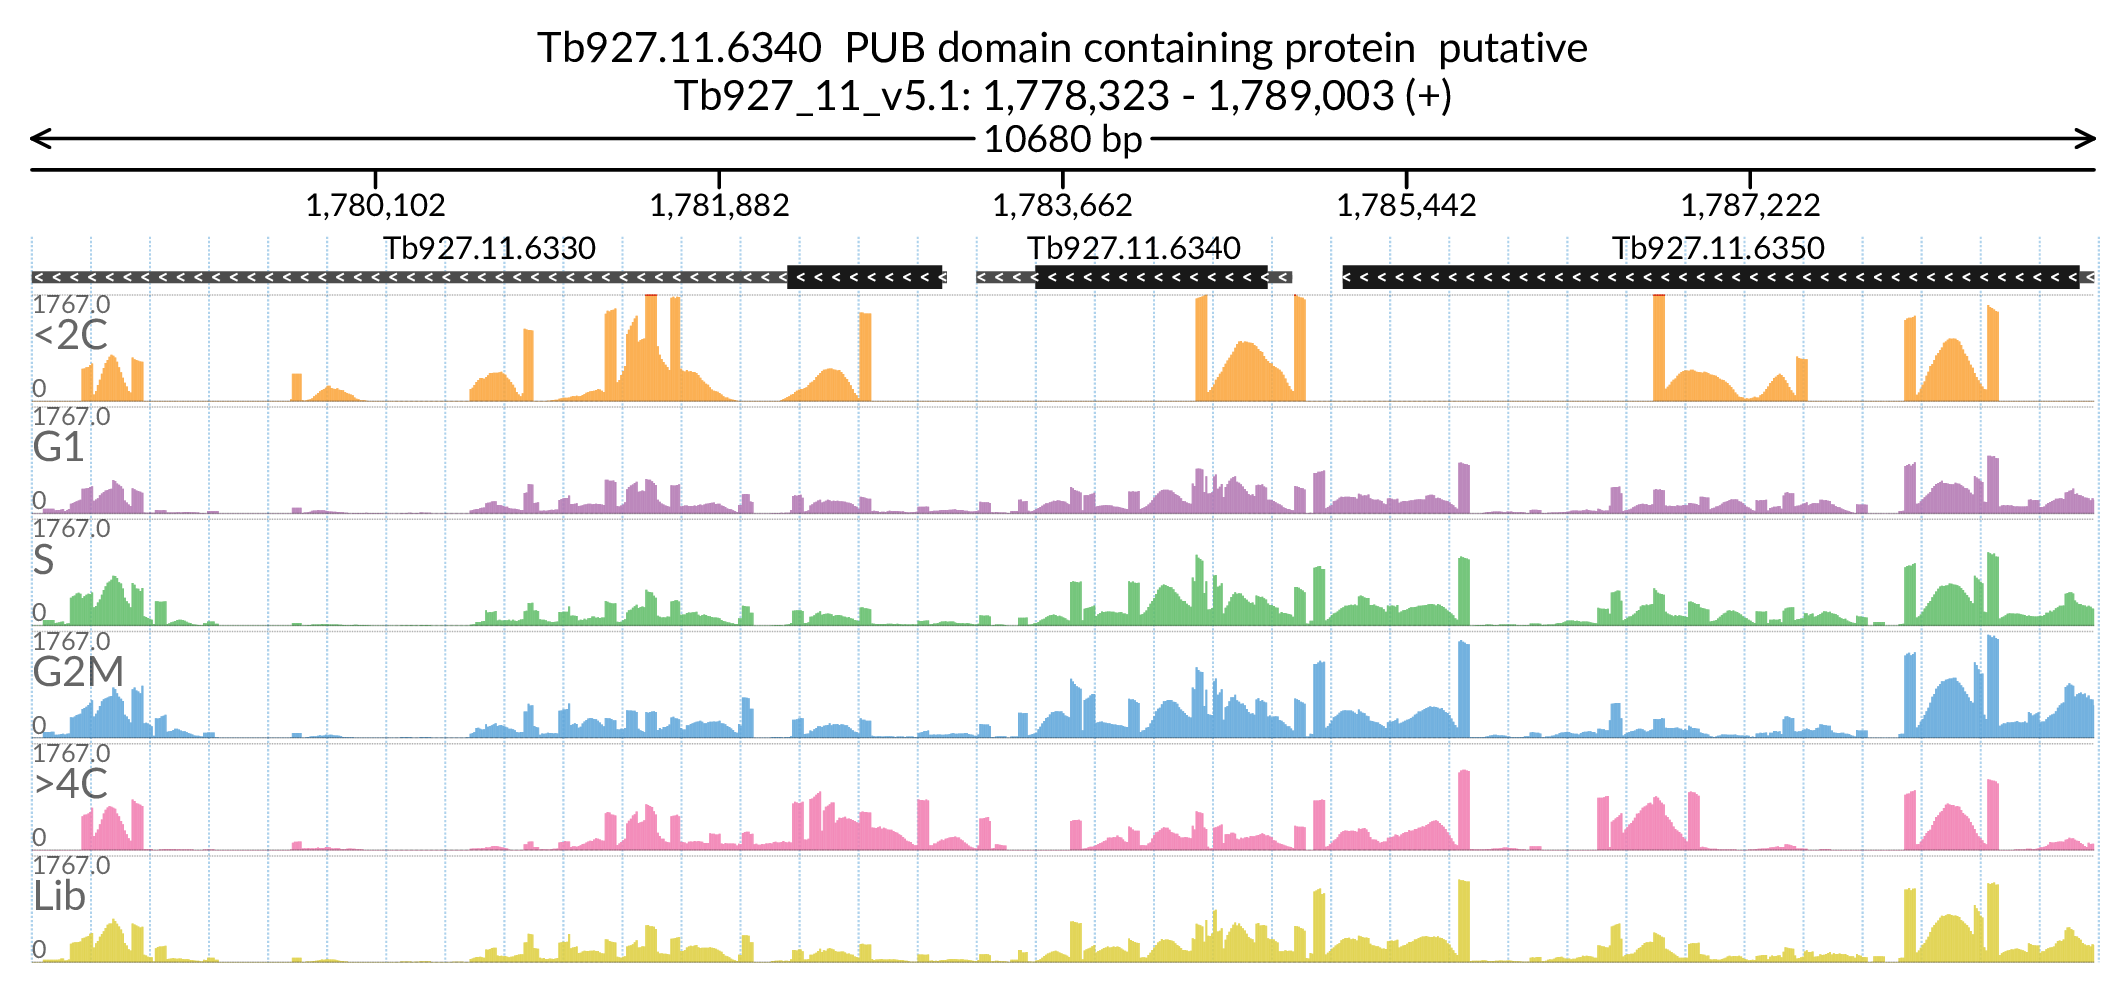 Tb927.11.6340  PUB domain containing protein  putative
Tb927_11_v5.1: 1,778,323 - 1,789,003 (+)
10680 bp
1,780,102 1,781,882 1,783,662 1,785,442 1,787,222
Tb927.11.6330 Tb927.11.6340 Tb927.11.6350
1767.0
<2C
0
1767.0
G1
0
1767.0
S
0
1767.0
G2M
0
1767.0
>4C
0
1767.0
Lib
0